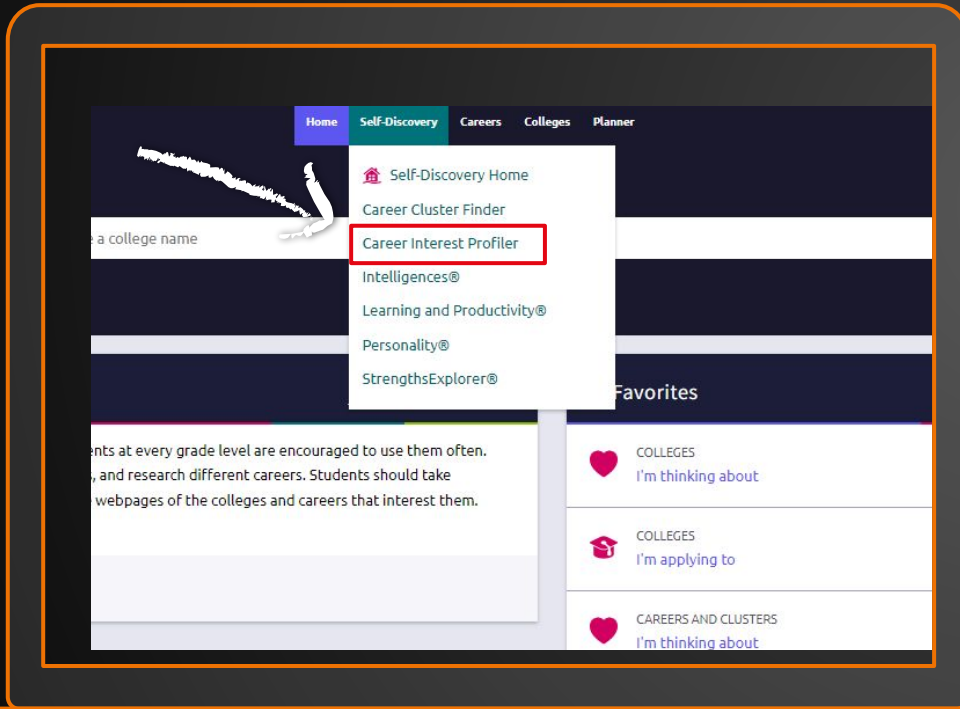 Home Self-Discovery Careers Colleges Planner
Self-Discovery Home
Career Cluster Finder
a college name
Career Interest Profiler
Intelligences®
Learning and Productivity®
Personality®
StrengthsExplorer®
Favorites
at every grade level are encouraged to use them often.
, and research different careers. Students should take
webpages of the colleges and careers that interest them.
COLLEGES
I'm thinking about
COLLEGES
I'm applying to
CAREERS AND CLUSTERS
I'm thinking about